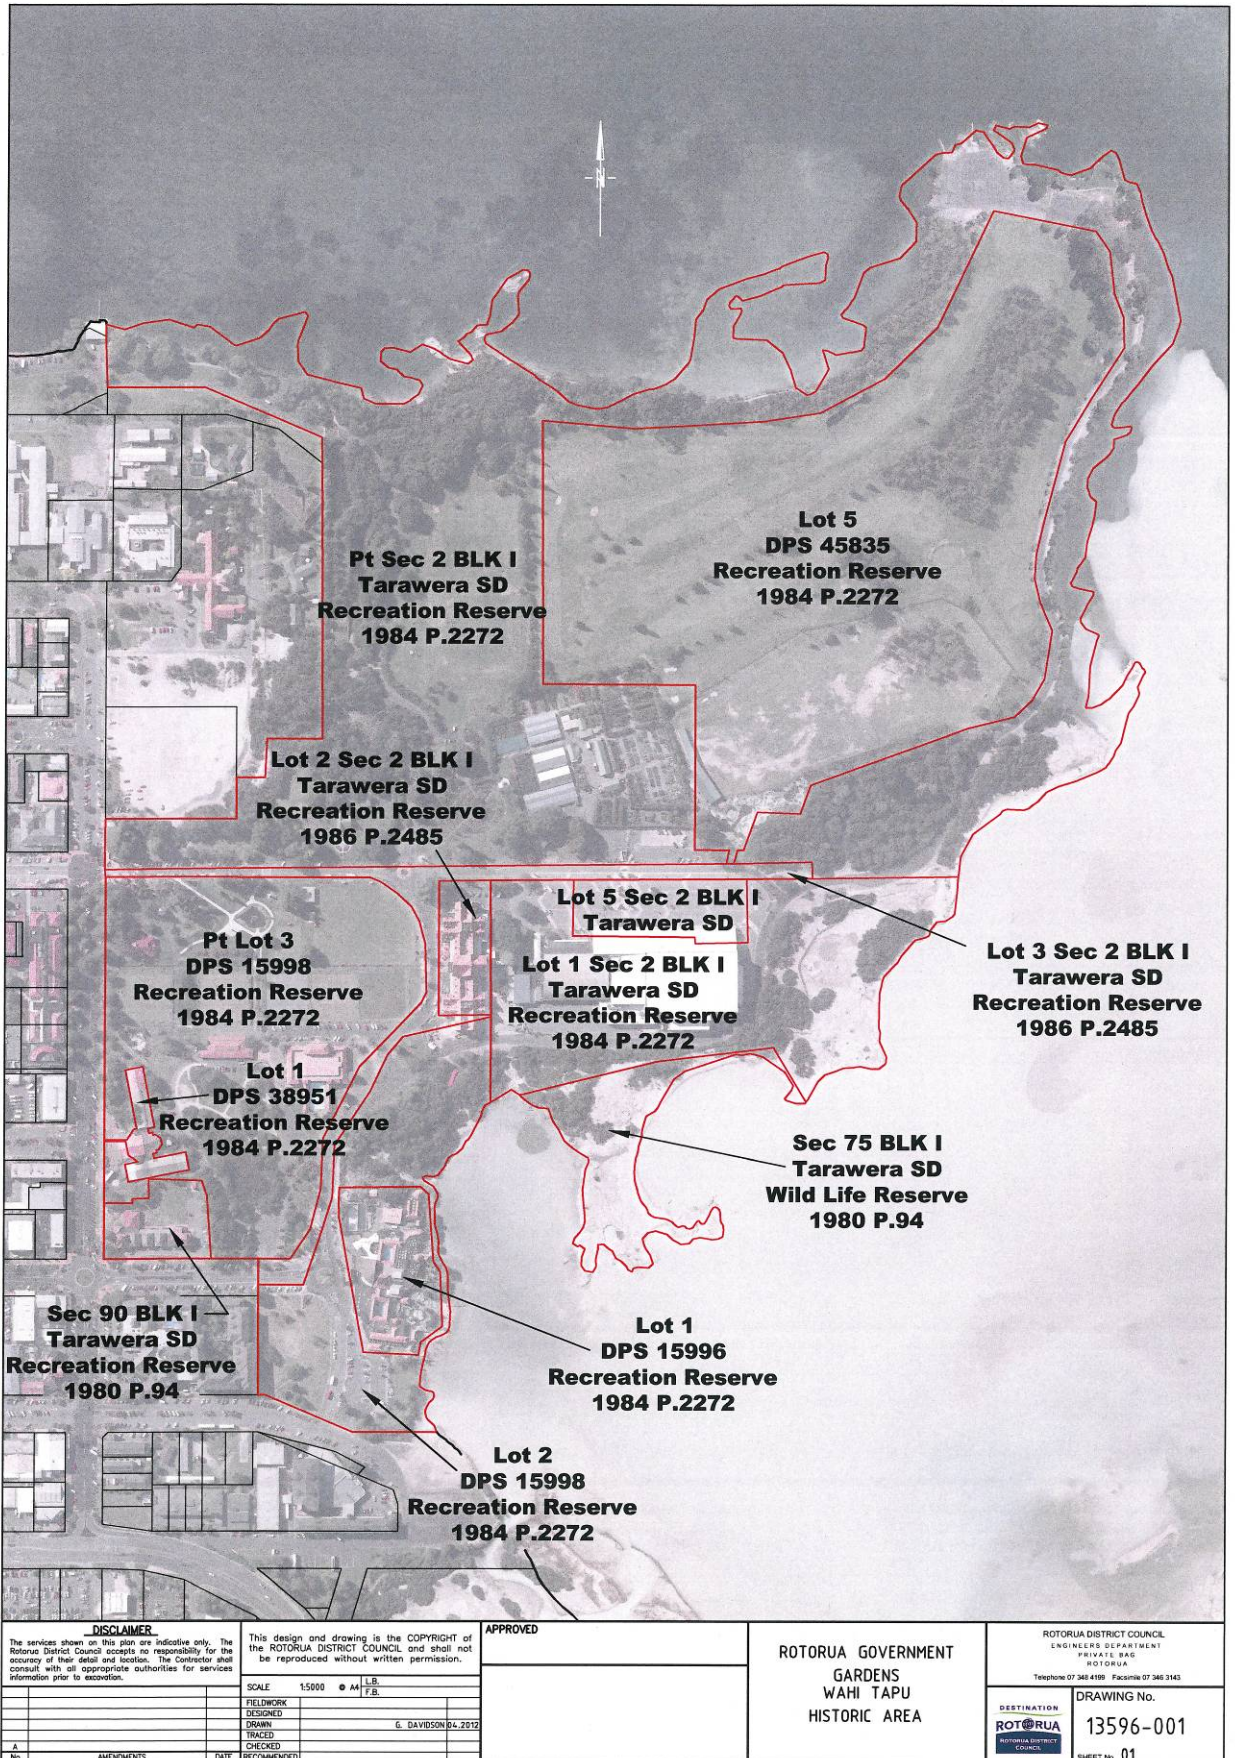 N
Lot 5
DPS 45835
Recreation Reserve
1984 P.2272
Pt Sec 2 BLK I
Tarawera SD
Recreation Reserve
1984 P.2272
Lot 2 Sec 2 BLK I
Tarawera SD
Recreation Reserve
1986 P.2485
Lot 5 Sec 2 BLK I
Tarawera SD
Pt Lot 3
DPS 15998
Recreation Reserve
1984 P.2272
Lot 1 Sec 2 BLK I
Tarawera SD
Recreation Reserve
1984 P.2272
Lot 3 Sec 2 BLK I
Tarawera SD
Recreation Reserve
1986 P.2485
Lot 1
DPS 38951
Recreation Reserve
1984 P.2272
Sec 75 BLK I
Tarawera SD
Wild Life Reserve
1980 P.94
Sec 90 BLK I
Tarawera SD
Recreation Reserve
1980 P.94
Lot 1
DPS 15996
Recreation Reserve
1984 P.2272
Lot 2
DPS 15998
Recreation Reserve
1984 P.2272
DISCLAIMER
The services shown on this plan are indicative only. The
Rotorua District Council accepts no responsibility for the
accuracy of their detail and location. The Contractor shall
consult with all appropriate authorities for services
information prior to excavation.
A
No. AMENDMENTS DATE
This design and drawing is the COPYRIGHT of
the ROTORUA DISTRICT COUNCIL and shall not
be reproduced without written permission.
SCALE 1:5000 @ A4 L.B.
F.B.
FIELDWORK
DESIGNED
DRAWN G. DAVIDSON 04.2012
TRACED
CHECKED
RECOMMENDED
APPROVED
ROTORUA GOVERNMENT
GARDENS
WAHI TAPU
HISTORIC AREA
ROTORUA DISTRICT COUNCIL
ENGINEERS DEPARTMENT
PRIVATE BAG
ROTORUA
Telephone 07 348 4199 Facsimile 07 346 3143
DESTINATION
ROTORUA
ROTORUA DISTRICT
COUNCIL
DRAWING No.
13596-001
SHEET No. 01